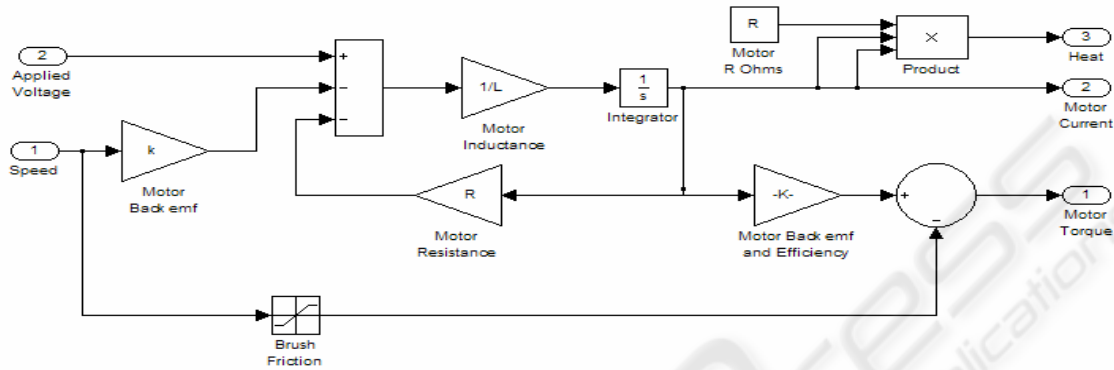 R
Motor
R Ohms
×
Product
3
Heat
2
Applied
Voltage
+
−
−
1/L
Motor
Inductance
1
s
Integrator
2
Motor
Current
1
Speed
k
Motor
Back emf
R
Motor
Resistance
-K-
Motor Back emf
and Efficiency
+
−
1
Motor
Torque
Brush
Friction